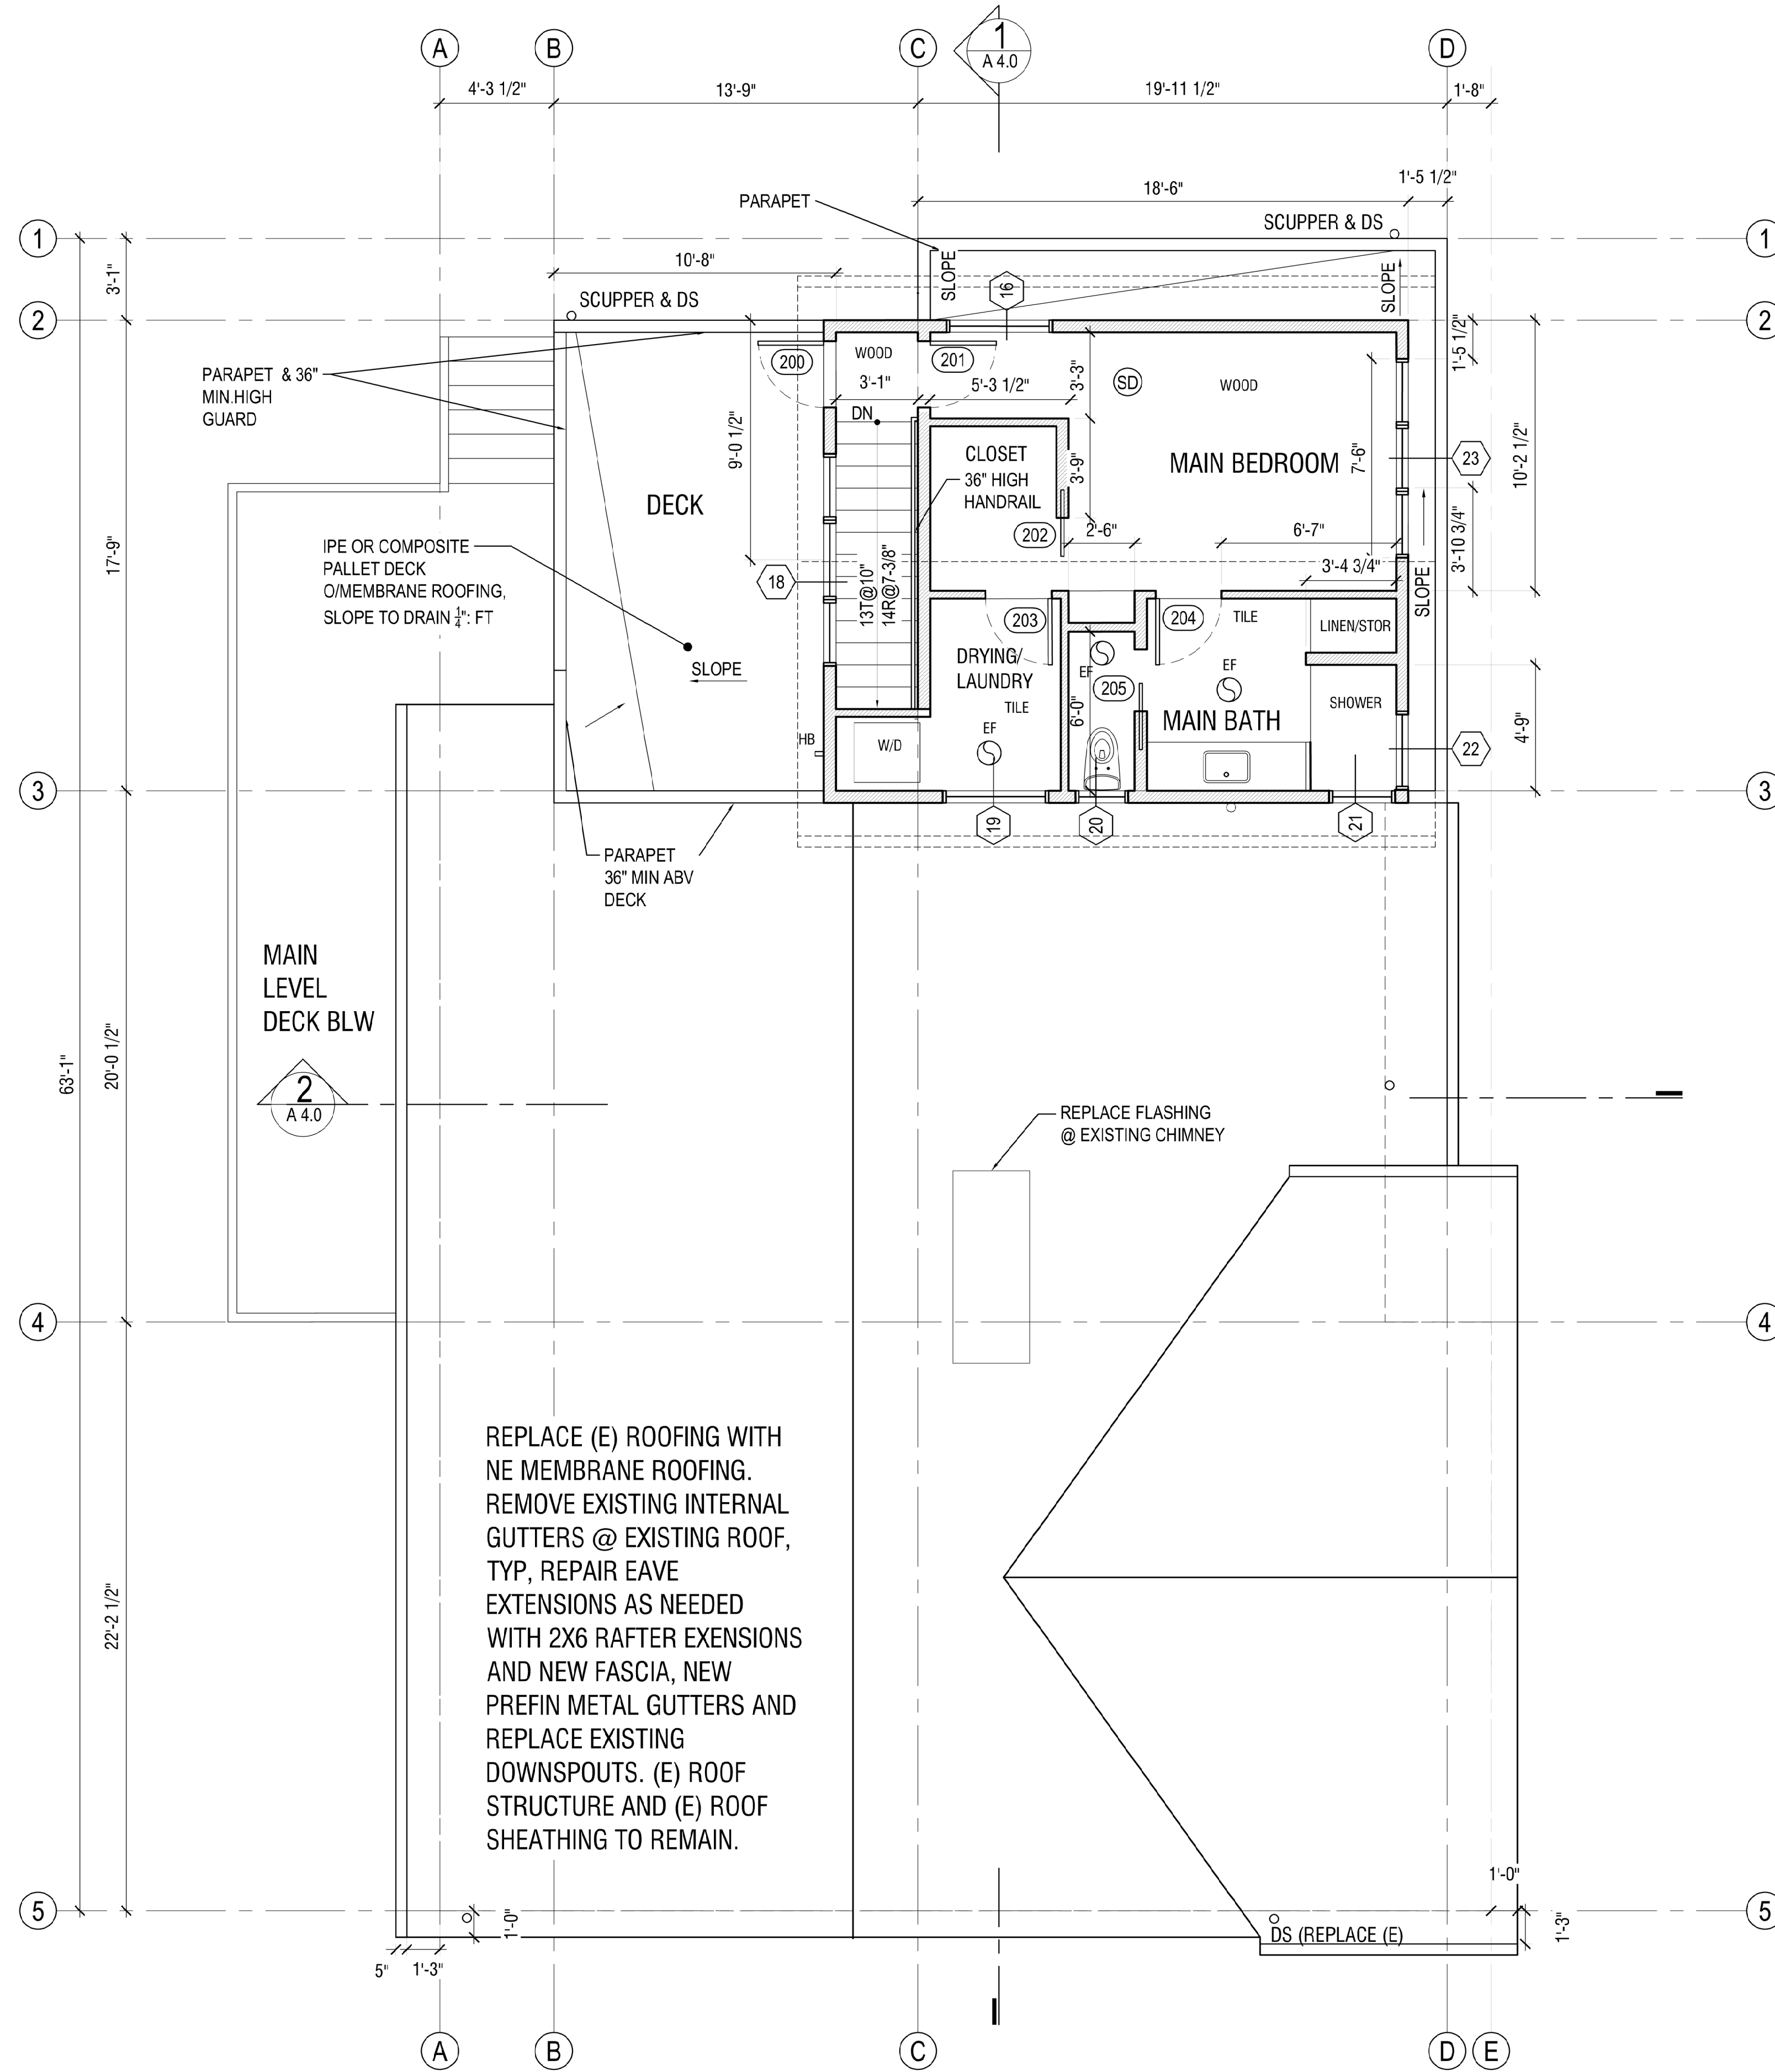 1
A 4.0
A
B
C
D
4'-3 1/2"
13'-9"
19'-11 1/2"
1'-8"
1'-5 1/2"
18'-6"
PARAPET
SCUPPER & DS
1
1
10'-8"
SLOPE
SLOPE
16
3'-1"
SCUPPER & DS
2
2
1'-5 1/2"
200
WOOD
201
PARAPET & 36"
MIN.HIGH
GUARD
3'-1"
5'-3 1/2"
3'-3"
SD
WOOD
DN
9'-0 1/2"
CLOSET
36" HIGH
HANDRAIL
3'-9"
MAIN BEDROOM
7'-6"
23
10'-2 1/2"
DECK
202
2'-6"
6'-7"
3'-10 3/4"
17'-9"
IPE OR COMPOSITE
PALLET DECK
O/MEMBRANE ROOFING,
SLOPE TO DRAIN 1/4": FT
18
13T@10"
14R@7-3/8"
3'-4 3/4"
SLOPE
203
204
TILE
LINEN/STOR
DRYING/
LAUNDRY
TILE
EF
EF
SLOPE
205
6'-0"
SHOWER
MAIN BATH
4'-9"
HB
W/D
EF
22
3
3
19
20
21
PARAPET
36" MIN ABV
DECK
MAIN
LEVEL
DECK BLW
63'-1"
20'-0 1/2"
2
A 4.0
REPLACE FLASHING
@ EXISTING CHIMNEY
4
4
REPLACE (E) ROOFING WITH
NE MEMBRANE ROOFING.
REMOVE EXISTING INTERNAL
GUTTERS @ EXISTING ROOF,
TYP, REPAIR EAVE
EXTENSIONS AS NEEDED
WITH 2X6 RAFTER EXENSIONS
AND NEW FASCIA, NEW
PREFIN METAL GUTTERS AND
REPLACE EXISTING
DOWNSPOUTS. (E) ROOF
STRUCTURE AND (E) ROOF
SHEATHING TO REMAIN.
22'-2 1/2"
1'-0"
5
5
1'-0"
DS (REPLACE (E)
1'-3"
5"
1'-3"
A
B
C
D
E